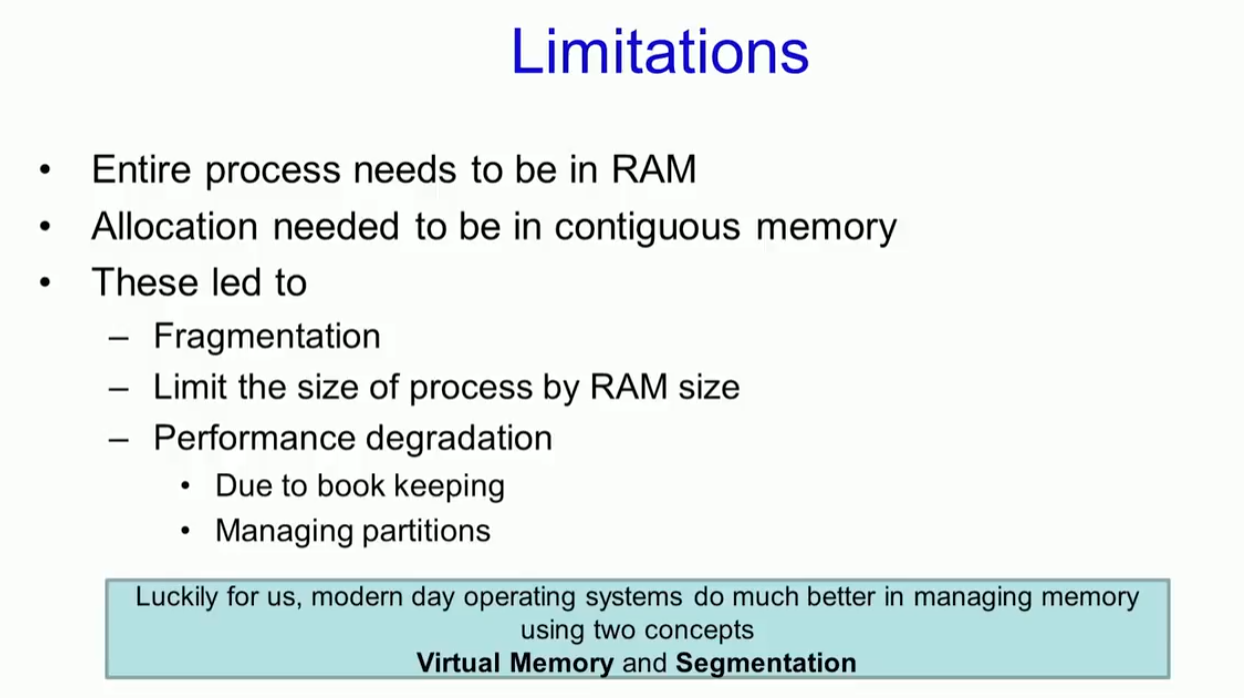 Limitations
• Entire process needs to be in RAM
• Allocation needed to be in contiguous memory
• These led to
– Fragmentation
– Limit the size of process by RAM size
– Performance degradation
• Due to book keeping
• Managing partitions
Luckily for us, modern day operating systems do much better in managing memory
using two concepts
Virtual Memory and Segmentation